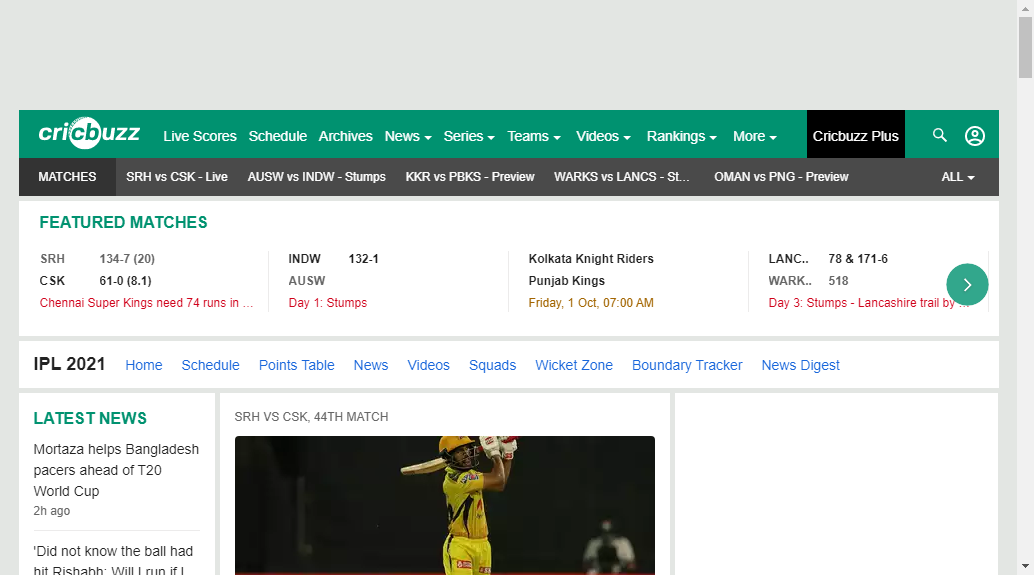 cricbuzz Live Scores Schedule Archives News Series Teams Videos Rankings More Cricbuzz Plus
MATCHES SRH vs CSK - Live AUSW vs INDW - Stumps KKR vs PBKS - Preview WARKS vs LANCS - St... OMAN vs PNG - Preview ALL
FEATURED MATCHES
SRH 134-7 (20)
CSK 61-0 (8.1)
Chennai Super Kings need 74 runs in ...
INDW 132-1
AUSW
Day 1: Stumps
Kolkata Knight Riders
Punjab Kings
Friday, 1 Oct, 07:00 AM
LANC.. 78 & 171-6
WARK.. 518
Day 3: Stumps - Lancashire trail by ...
IPL 2021 Home Schedule Points Table News Videos Squads Wicket Zone Boundary Tracker News Digest
LATEST NEWS
Mortaza helps Bangladesh
pacers ahead of T20
World Cup
2h ago
'Did not know the ball had
hit Rishabh; Will I run if I
SRH VS CSK, 44TH MATCH